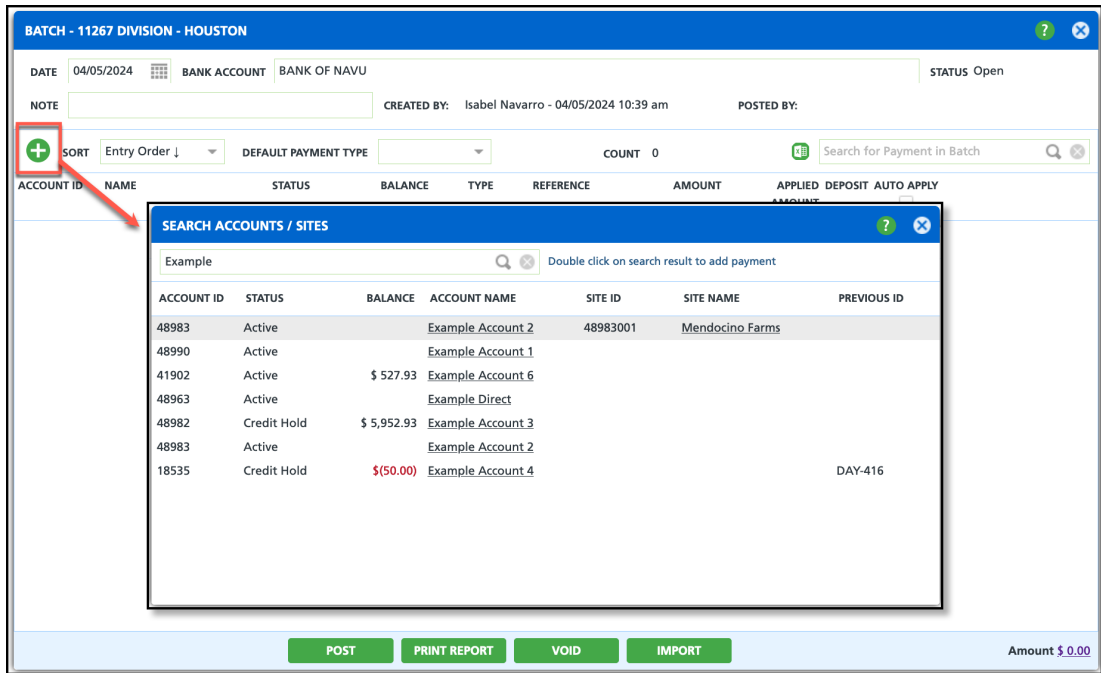 BATCH - 11267 DIVISION - HOUSTON
?
DATE 04/05/2024 BANK ACCOUNT BANK OF NAVU STATUS Open
NOTE CREATED BY: Isabel Navarro - 04/05/2024 10:39 am POSTED BY:
SORT Entry Order ↓ DEFAULT PAYMENT TYPE COUNT 0 Search for Payment in Batch
ACCOUNT ID NAME STATUS BALANCE TYPE REFERENCE AMOUNT APPLIED DEPOSIT AUTO APPLY
AMOUNT
SEARCH ACCOUNTS / SITES ?
Example Double click on search result to add payment
ACCOUNT ID STATUS BALANCE ACCOUNT NAME SITE ID SITE NAME PREVIOUS ID
48983 Active Example Account 2 48983001 Mendocino Farms
48990 Active Example Account 1
41902 Active $ 527.93 Example Account 6
48963 Active Example Direct
48982 Credit Hold $ 5,952.93 Example Account 3
48983 Active Example Account 2
18535 Credit Hold $(50.00) Example Account 4 DAY-416
POST PRINT REPORT VOID IMPORT Amount $ 0.00